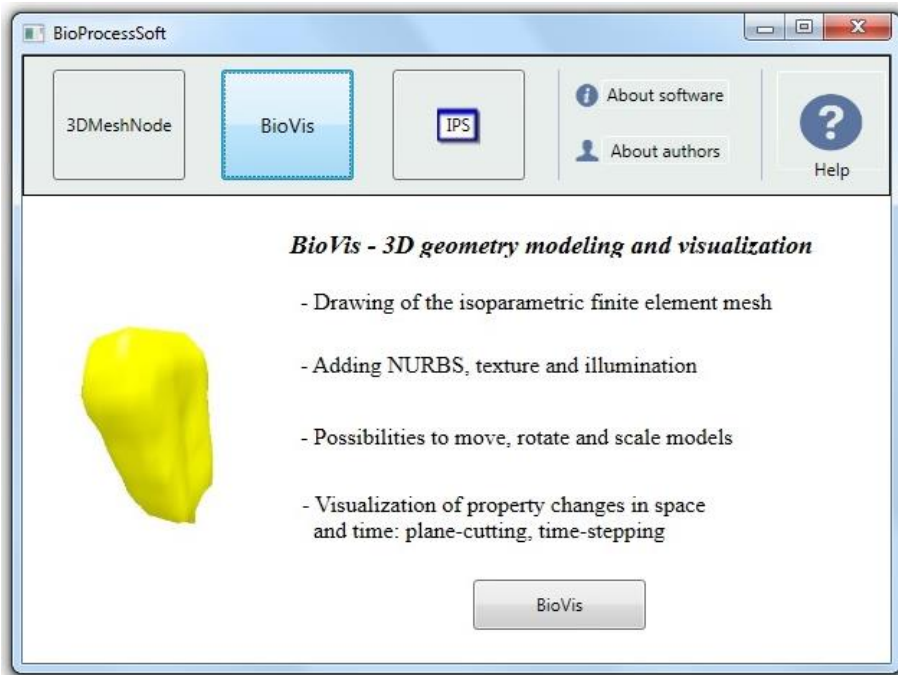 BioProcessSoft
3DMeshNode
BioVis
IPS
About software
About authors
Help
BioVis - 3D geometry modeling and visualization
- Drawing of the isoparametric finite element mesh
- Adding NURBS, texture and illumination
- Possibilities to move, rotate and scale models
- Visualization of property changes in space
and time: plane-cutting, time-stepping
BioVis